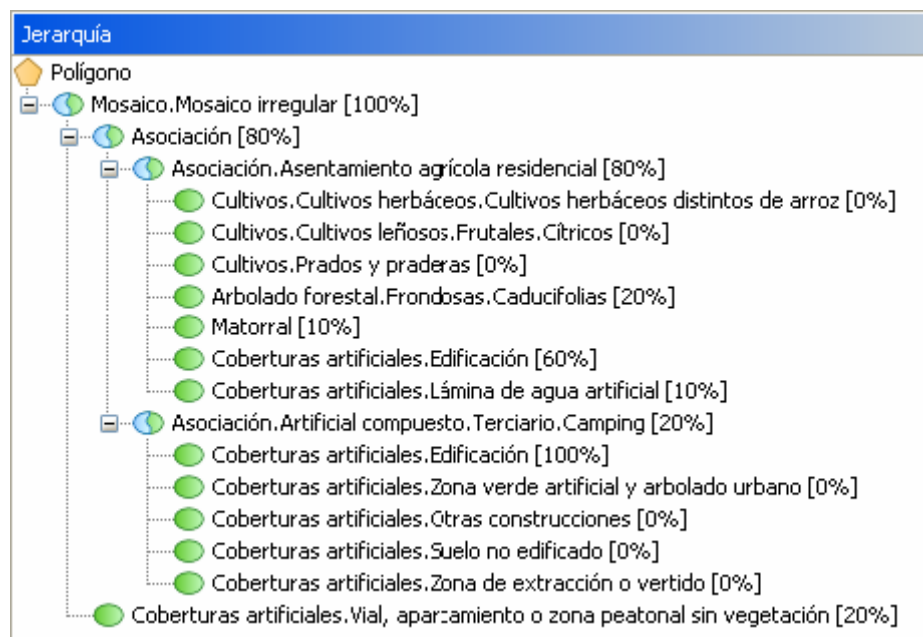 Jerarquía
Polígono
Mosaico.Mosaico irregular [100%]
Asociación [80%]
Asociación.Asentamiento agrícola residencial [80%]
Cultivos.Cultivos herbáceos.Cultivos herbáceos distintos de arroz [0%]
Cultivos.Cultivos leñosos.Frutales.Cítricos [0%]
Cultivos.Prados y praderas [0%]
Arbolado forestal.Frondosas.Caducifolias [20%]
Matorral [10%]
Coberturas artificiales.Edificación [60%]
Coberturas artificiales.Lámina de agua artificial [10%]
Asociación.Artificial compuesto.Terciario.Camping [20%]
Coberturas artificiales.Edificación [100%]
Coberturas artificiales.Zona verde artificial y arbolado urbano [0%]
Coberturas artificiales.Otras construcciones [0%]
Coberturas artificiales.Suelo no edificado [0%]
Coberturas artificiales.Zona de extracción o vertido [0%]
Coberturas artificiales.Vial, aparcamiento o zona peatonal sin vegetación [20%]